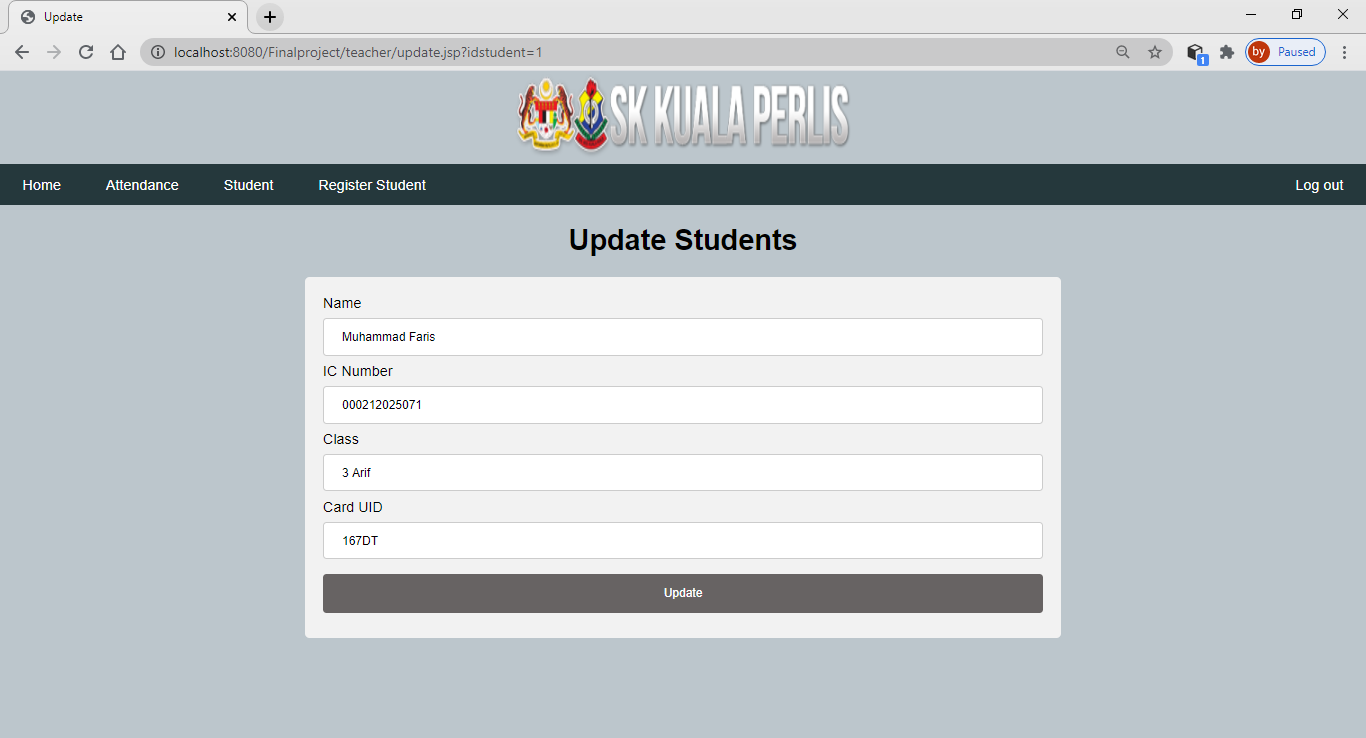 Update
localhost:8080/Finalproject/teacher/update.jsp?idstudent=1
1
by Paused
SK KUALA PERLIS
Home Attendance Student Register Student Log out
Update Students
Name
Muhammad Faris
IC Number
000212025071
Class
3 Arif
Card UID
167DT
Update